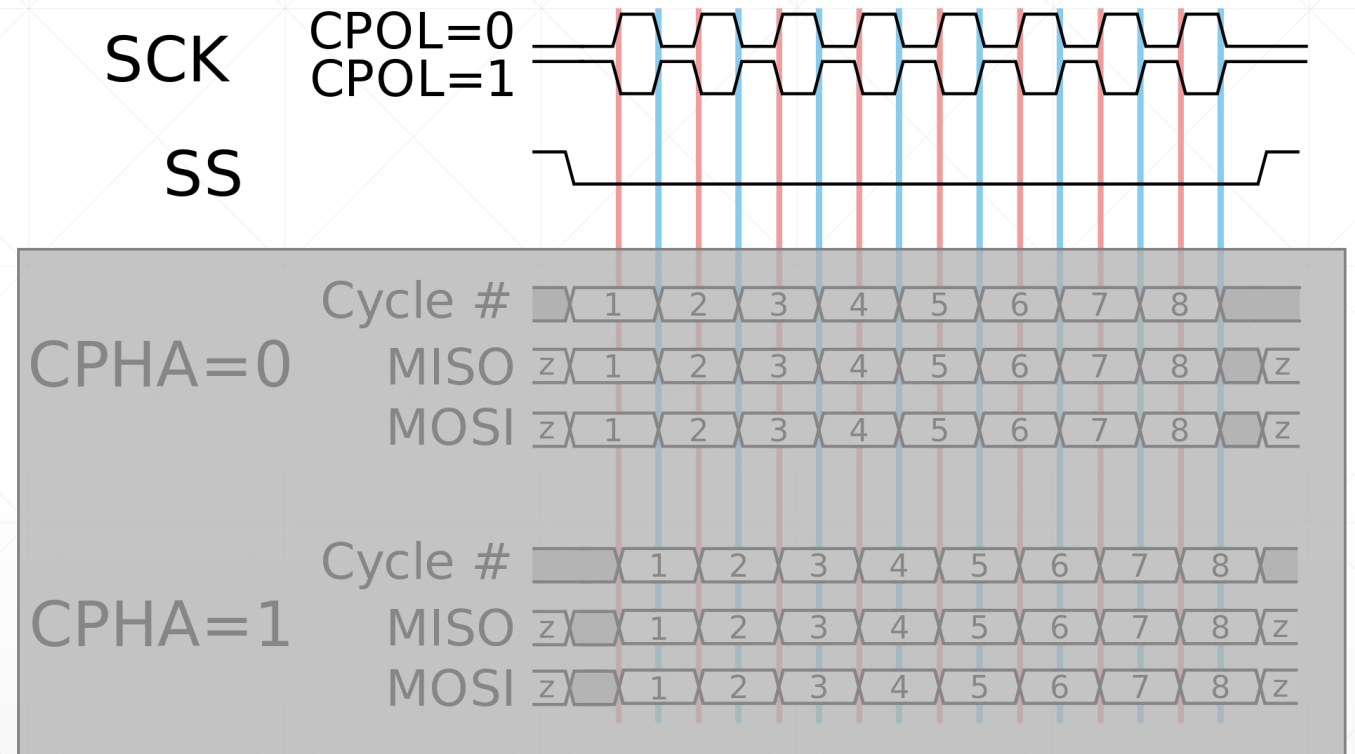 SCK CPOL=0
CPOL=1
SS
Cycle # 1 2 3 4 5 6 7 8
CPHA=0 MISO z 1 2 3 4 5 6 7 8 z
MOSI z 1 2 3 4 5 6 7 8 z
Cycle # 1 2 3 4 5 6 7 8
CPHA=1 MISO z 1 2 3 4 5 6 7 8 z
MOSI z 1 2 3 4 5 6 7 8 z